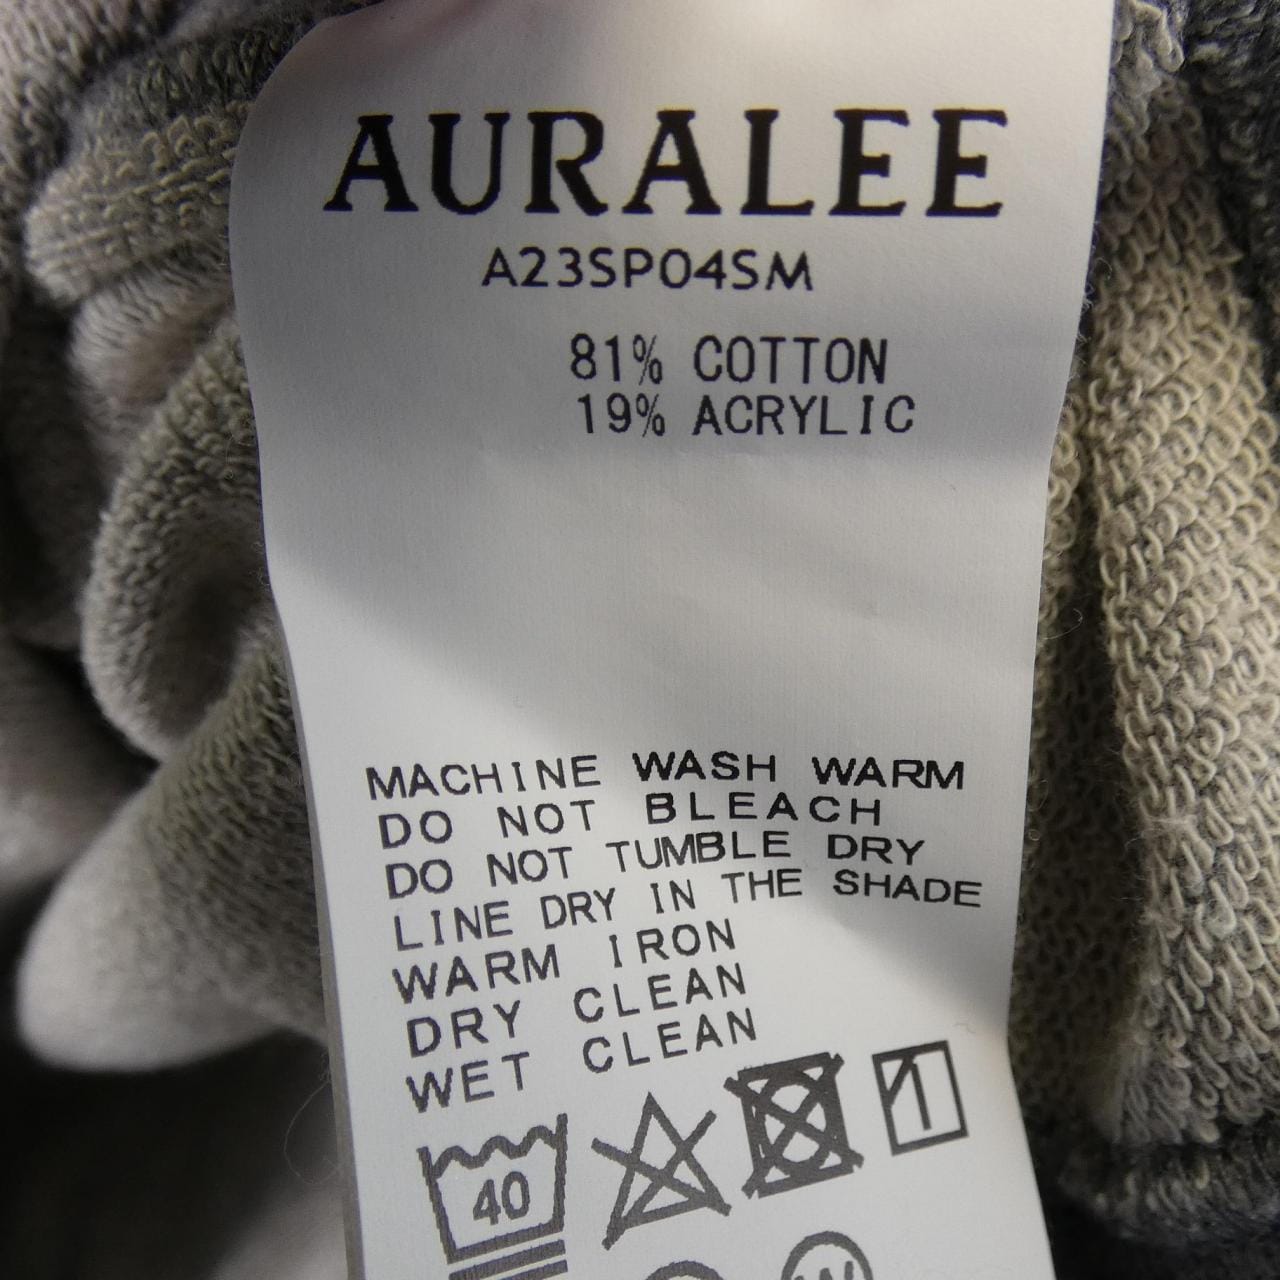 AURALEE
A23SP04SM
81% COTTON
19% ACRYLIC
MACHINE WASH WARM
DO NOT BLEACH
DO NOT TUMBLE DRY
LINE DRY IN THE SHADE
WARM IRON
DRY CLEAN
WET CLEAN
40
W